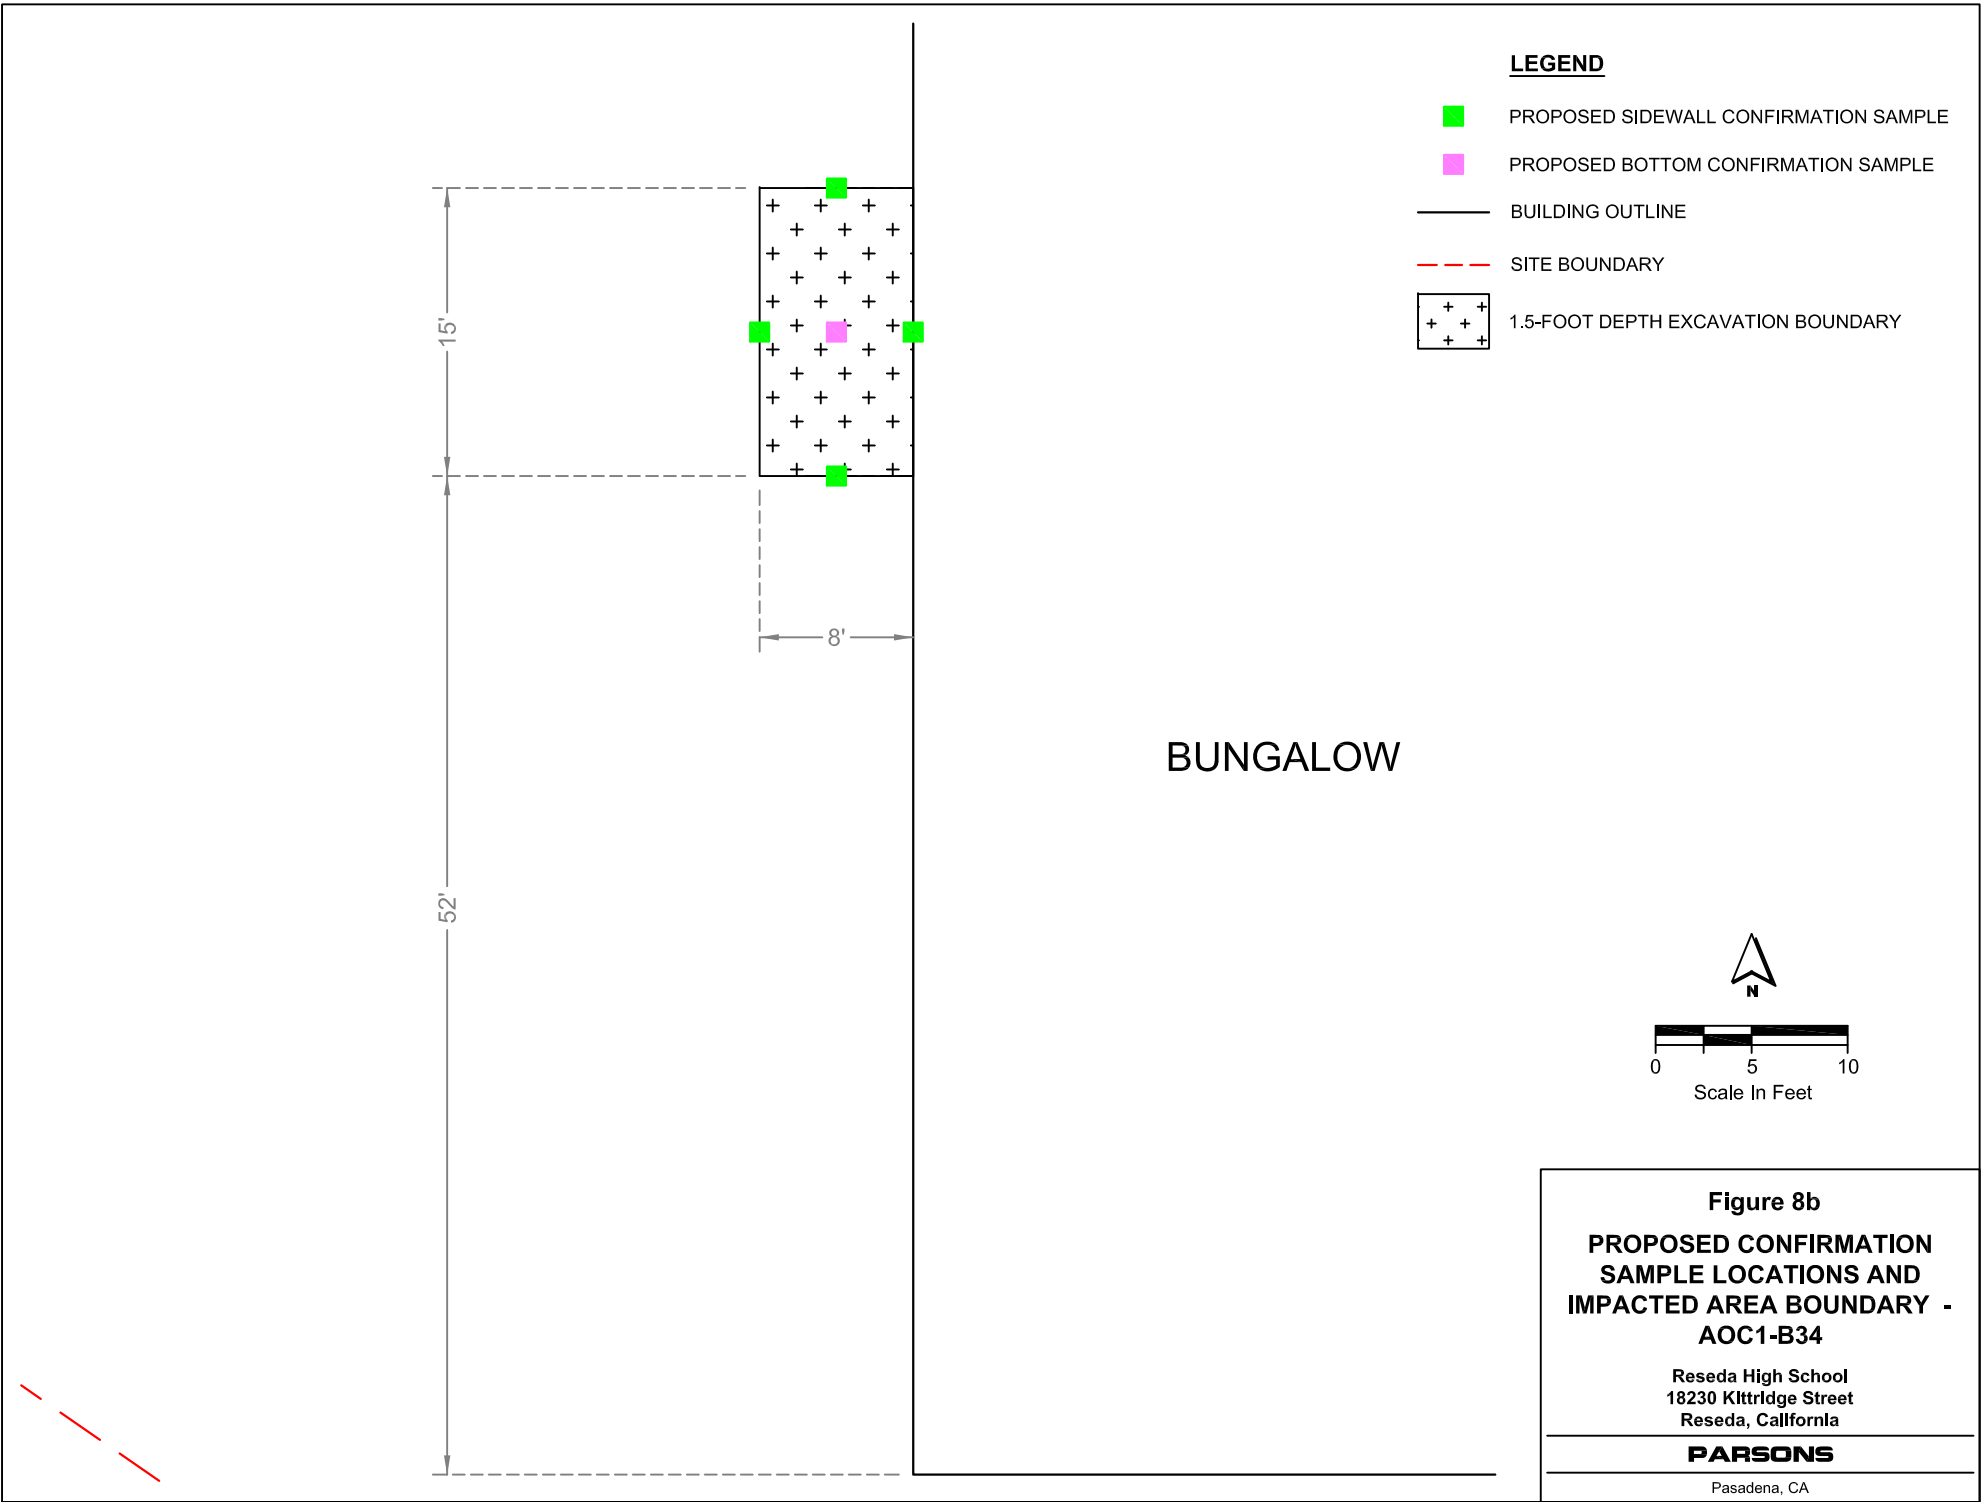 LEGEND
PROPOSED SIDEWALL CONFIRMATION SAMPLE
PROPOSED BOTTOM CONFIRMATION SAMPLE
BUILDING OUTLINE
SITE BOUNDARY
1.5-FOOT DEPTH EXCAVATION BOUNDARY
15'
8'
52'
BUNGALOW
N
0 5 10
Scale In Feet
Figure 8b
PROPOSED CONFIRMATION
SAMPLE LOCATIONS AND
IMPACTED AREA BOUNDARY -
AOC1-B34
Reseda High School
18230 Kittridge Street
Reseda, California
PARSONS
Pasadena, CA